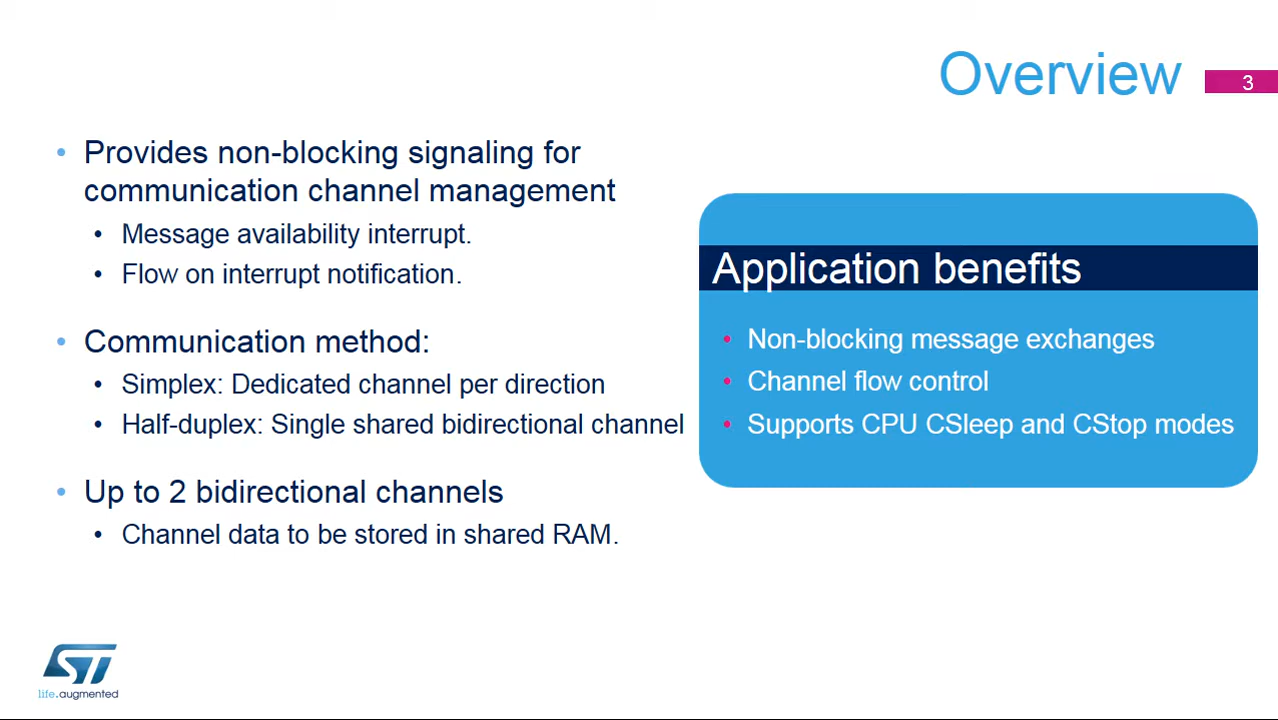 Overview
3
• Provides non-blocking signaling for
communication channel management
• Message availability interrupt.
• Flow on interrupt notification.
• Communication method:
• Simplex: Dedicated channel per direction
• Half-duplex: Single shared bidirectional channel
• Up to 2 bidirectional channels
• Channel data to be stored in shared RAM.
Application benefits
• Non-blocking message exchanges
• Channel flow control
• Supports CPU CSleep and CStop modes
ST
life.augmented